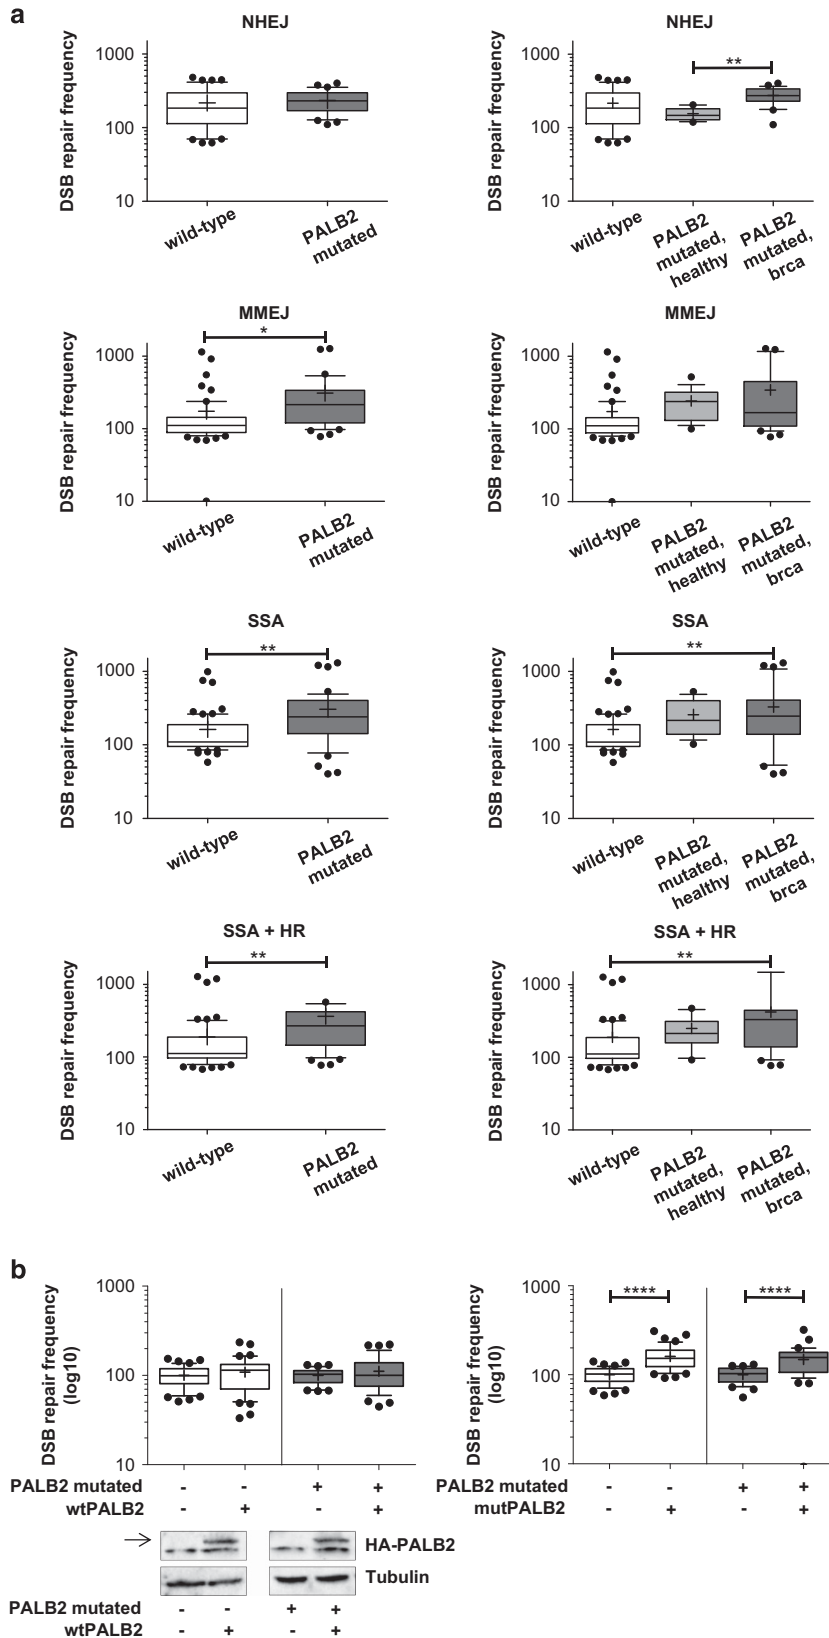 a
NHEJ
NHEJ
DSB repair frequency
1000
100
10
wild-type
PALB2
mutated
DSB repair frequency
1000
100
10
wild-type
PALB2
mutated,
healthy
PALB2
mutated,
brca
**
MMEJ
MMEJ
DSB repair frequency
1000
100
10
*
wild-type
PALB2
mutated
DSB repair frequency
1000
100
10
wild-type
PALB2
mutated,
healthy
PALB2
mutated,
brca
SSA
SSA
DSB repair frequency
1000
100
10
**
wild-type
PALB2
mutated
DSB repair frequency
1000
100
10
**
wild-type
PALB2
mutated,
healthy
PALB2
mutated,
brca
SSA + HR
SSA + HR
DSB repair frequency
1000
100
10
**
wild-type
PALB2
mutated
DSB repair frequency
1000
100
10
**
wild-type
PALB2
mutated,
healthy
PALB2
mutated,
brca
b
DSB repair frequency
(log10)
1000
100
10
PALB2 mutated - - + +
wtPALB2 - + - +
DSB repair frequency
(log10)
1000
100
10
****
****
PALB2 mutated - - + +
mutPALB2 - + - +
HA-PALB2
Tubulin
PALB2 mutated - - + +
wtPALB2 - + - +